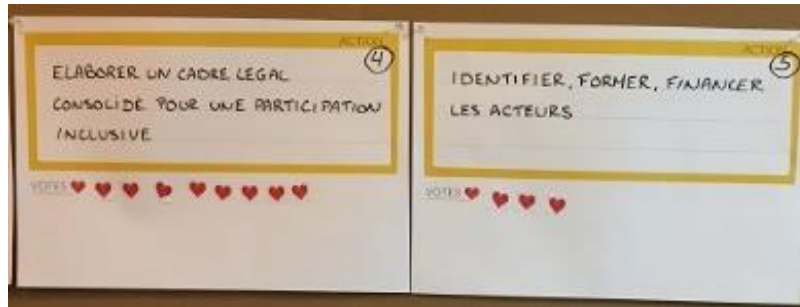 ACTION
4
ELABORER UN CADRE LEGAL
CONSOLIDE POUR UNE PARTICIPATION
INCLUSIVE
VOTES
ACTION
5
IDENTIFIER, FORMER, FINANCER
LES ACTEURS
VOTES